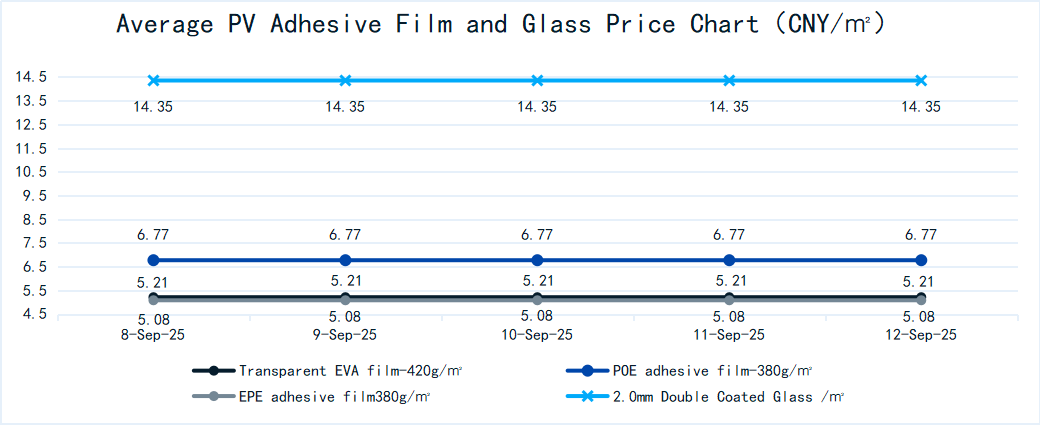 Average PV Adhesive Film and Glass Price Chart（CNY/㎡）
14.5
13.5
12.5
11.5
10.5
9.5
8.5
7.5
6.5
5.5
4.5
14.35 14.35 14.35 14.35 14.35
6.77 6.77 6.77 6.77 6.77
5.21 5.21 5.21 5.21 5.21
5.08 5.08 5.08 5.08 5.08
8-Sep-25 9-Sep-25 10-Sep-25 11-Sep-25 12-Sep-25
Transparent EVA film-420g/㎡ POE adhesive film-380g/㎡
EPE adhesive film380g/㎡ 2.0mm Double Coated Glass /㎡